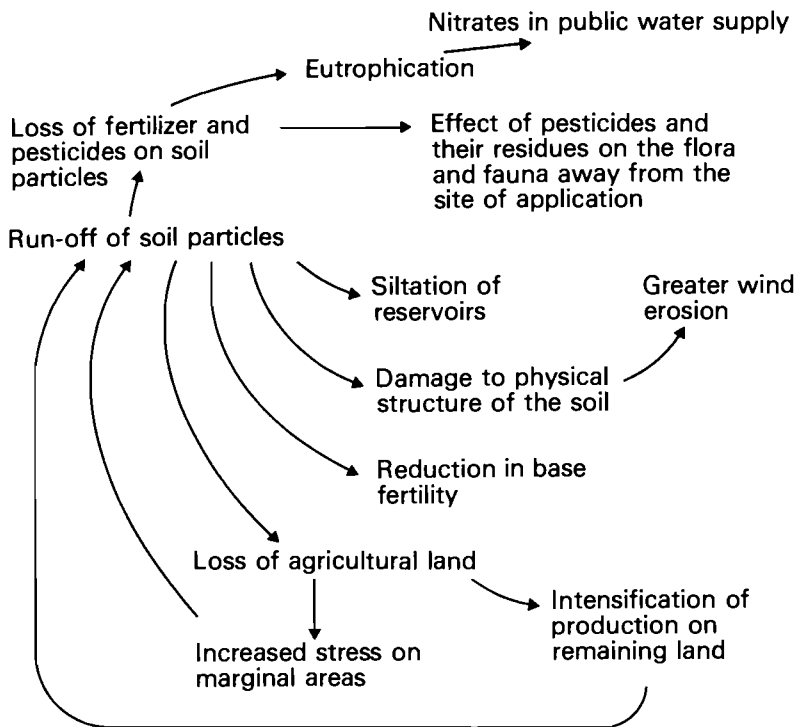 Nitrates in public water supply
Eutrophication
Loss of fertilizer and
pesticides on soil
particles
Effect of pesticides and
their residues on the flora
and fauna away from the
site of application
Run-off of soil particles
Siltation of
reservoirs
Greater wind
erosion
Damage to physical
structure of the soil
Reduction in base
fertility
Loss of agricultural land
Intensification of
production on
remaining land
Increased stress on
marginal areas